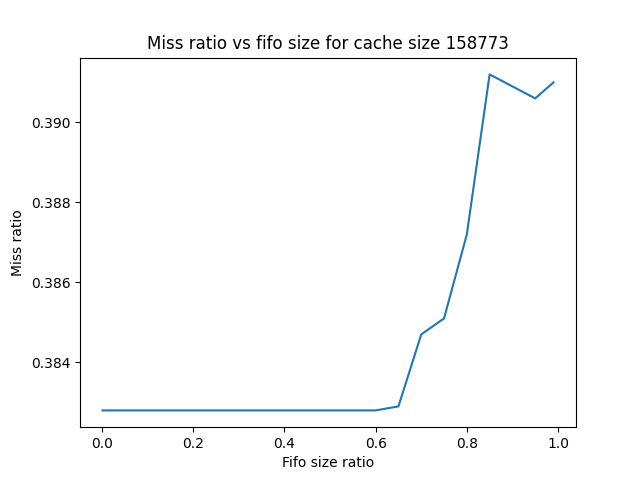 Miss ratio vs fifo size for cache size 158773
0.390
0.388
0.386
0.384
Miss ratio
0.0 0.2 0.4 0.6 0.8 1.0
Fifo size ratio